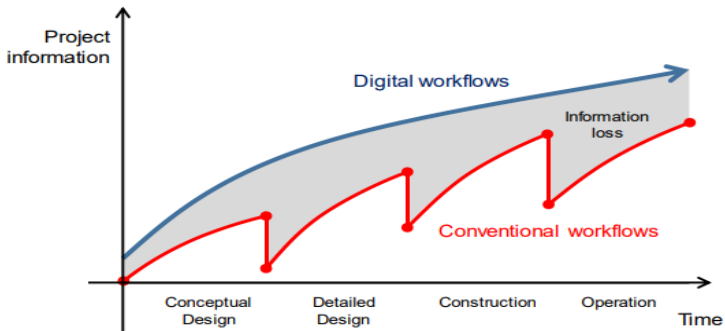 Project
information
Digital workflows
Information
loss
Conventional workflows
Conceptual
Design
Detailed
Design
Construction
Operation
Time